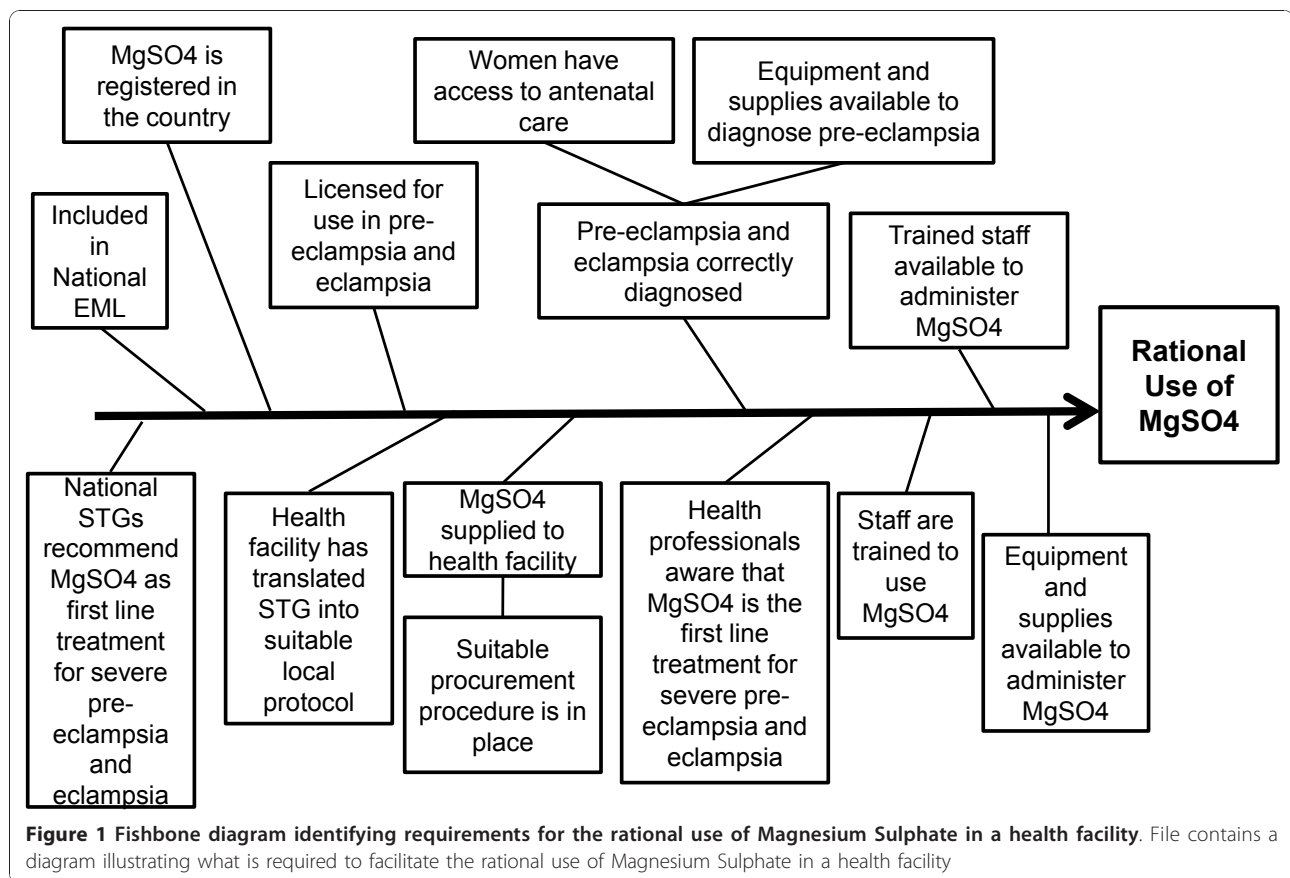 MgSO4 is
registered in
the country
Women have
access to antenatal
care
Equipment and
supplies available to
diagnose pre-eclampsia
Included
in
National
EML
Licensed for
use in pre-
eclampsia and
eclampsia
Pre-eclampsia and
eclampsia correctly
diagnosed
Trained staff
available to
administer
MgSO4
Rational
Use of
MgSO4
National
STGs
recommend
MgSO4 as
first line
treatment
for severe
pre-
eclampsia
and
eclampsia
Health
facility has
translated
STG into
suitable
local
protocol
MgSO4
supplied to
health facility
Suitable
procurement
procedure is in
place
Health
professionals
aware that
MgSO4 is the
first line
treatment for
severe pre-
eclampsia and
eclampsia
Staff are
trained to
use
MgSO4
Equipment
and
supplies
available to
administer
MgSO4
Figure 1 Fishbone diagram identifying requirements for the rational use of Magnesium Sulphate in a health facility. File contains a
diagram illustrating what is required to facilitate the rational use of Magnesium Sulphate in a health facility